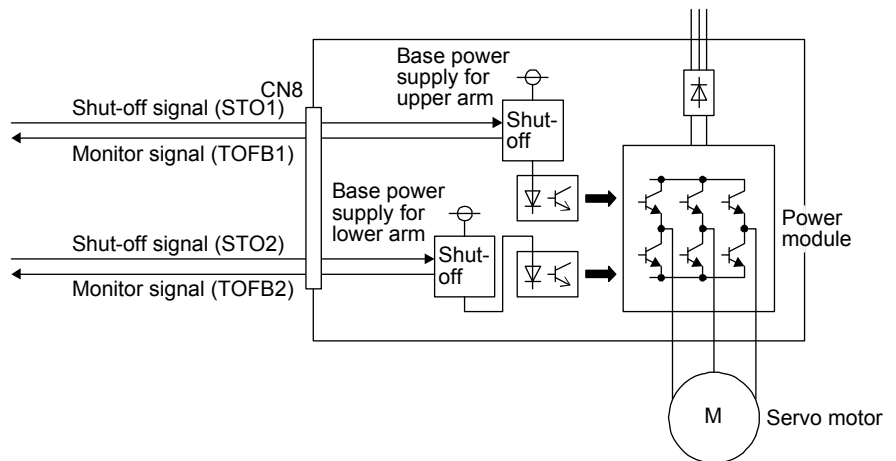 Base power
supply for
upper arm
CN8
Shut-off signal (STO1)
Shut-
off
Monitor signal (TOFB1)
Base power
supply for
lower arm
Power
module
Shut-off signal (STO2)
Shut-
off
Monitor signal (TOFB2)
M
Servo motor